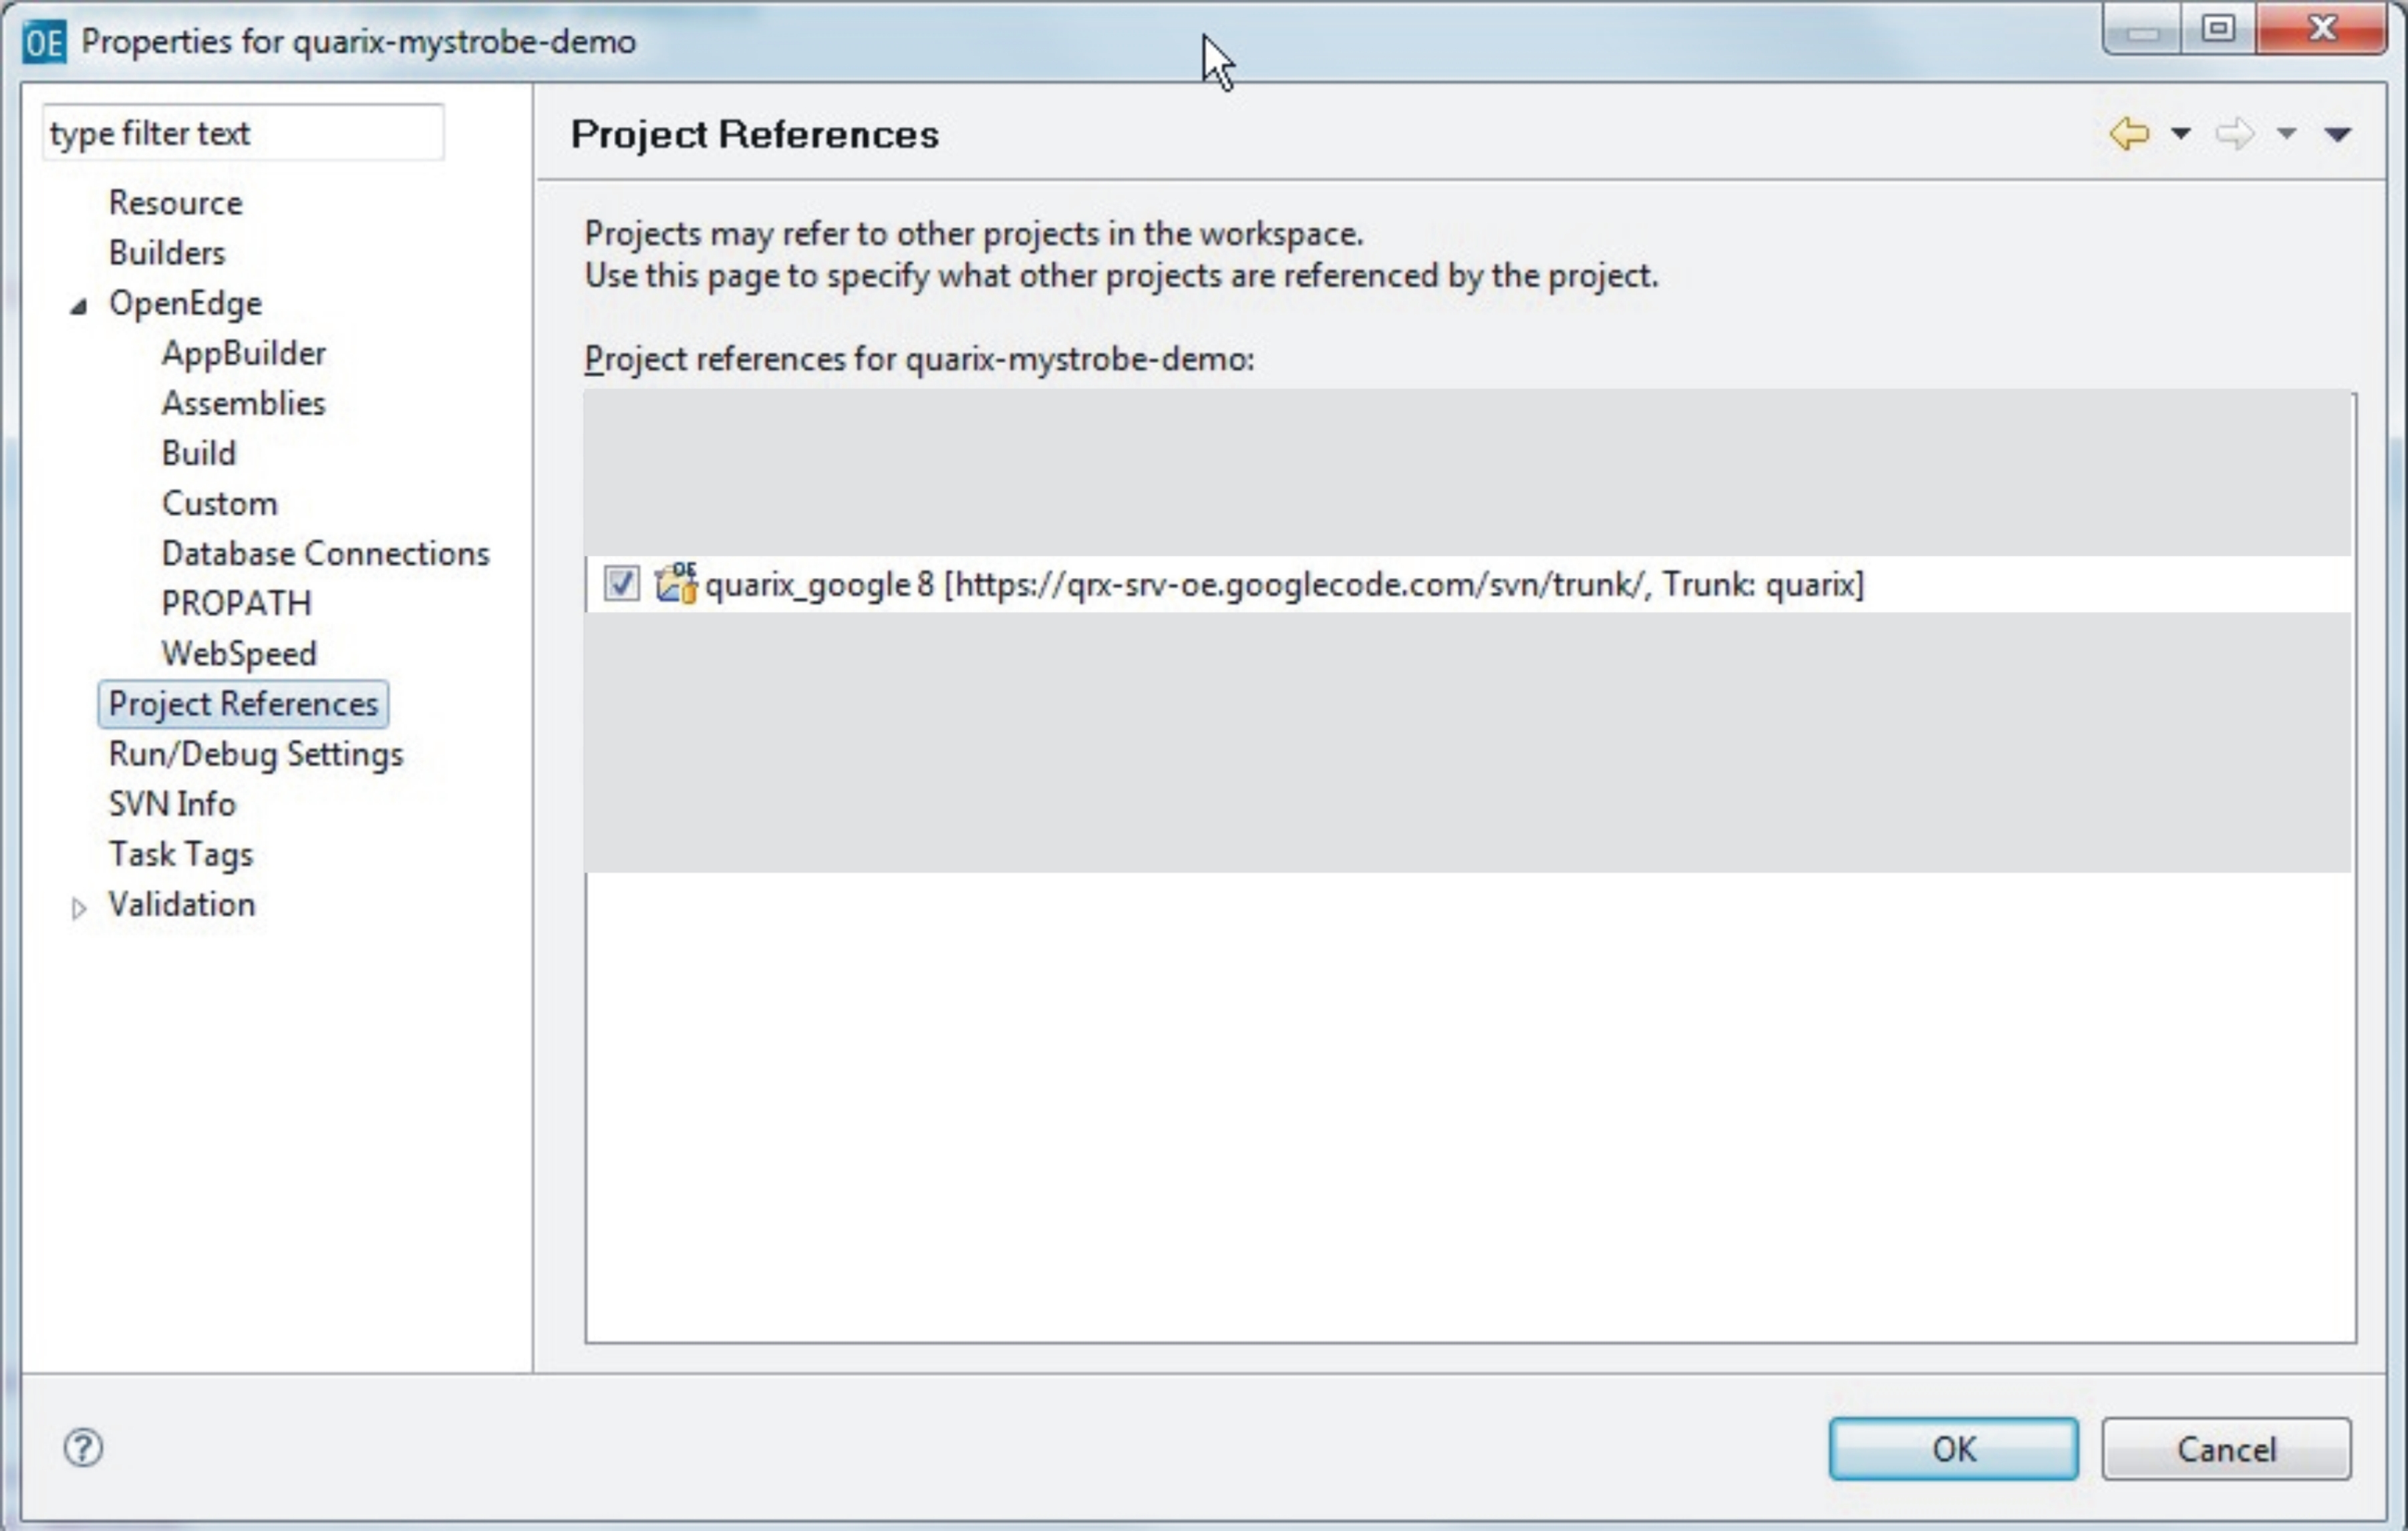 OE Properties for quarix-mystrobe-demo
type filter text
Resource
Builders
OpenEdge
AppBuilder
Assemblies
Build
Custom
Database Connections
PROPATH
WebSpeed
Project References
Run/Debug Settings
SVN Info
Task Tags
Validation
Project References
Projects may refer to other projects in the workspace.
Use this page to specify what other projects are referenced by the project.
Project references for quarix-mystrobe-demo:
OE quarix_google 8 [https://qrx-srv-oe.googlecode.com/svn/trunk/, Trunk: quarix]
?
OK
Cancel